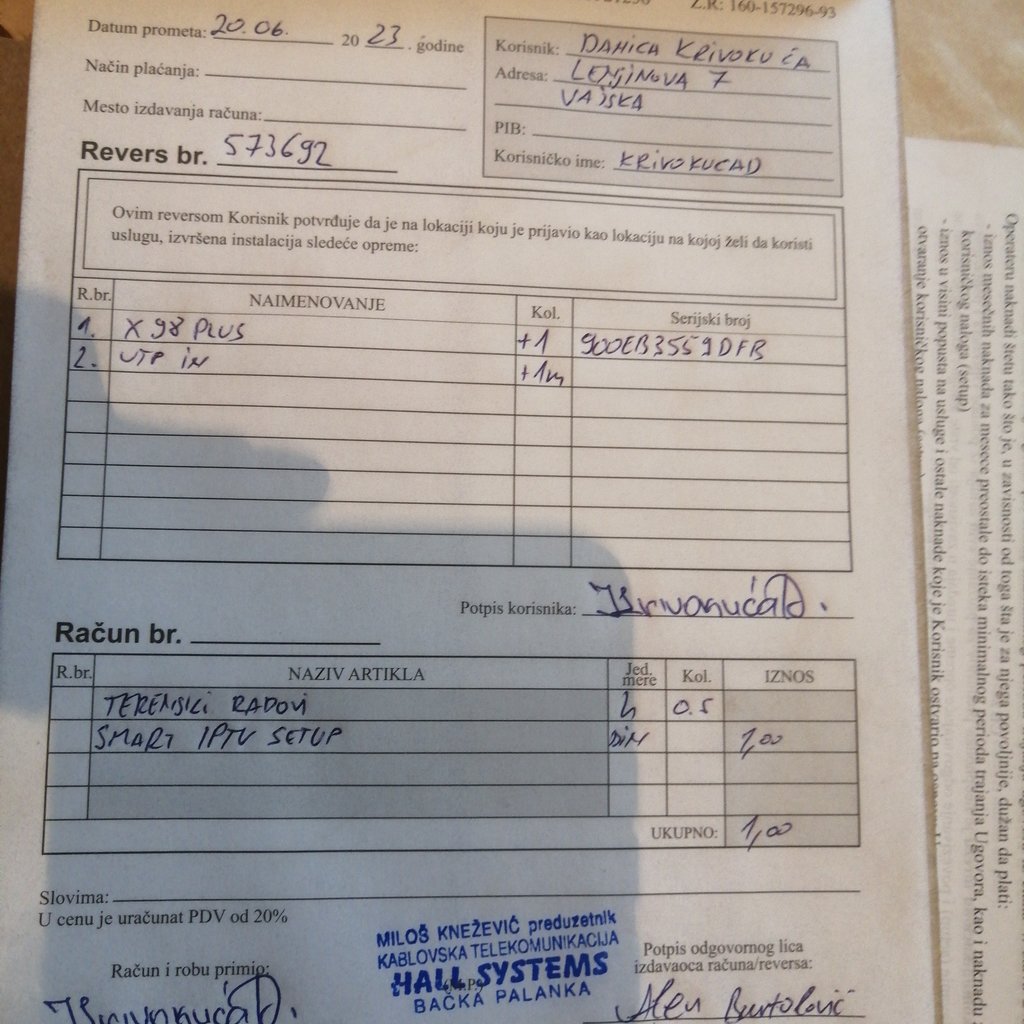 Z.R: 160-157296-93
Datum prometa: 20.06. 20 23. godine
Način plaćanja:
Mesto izdavanja računa:
Revers br. 573692
Korisnik: DANICA KRIVOKUĆA
Adresa: LENJINOVA 7
VAJSKA
PIB:
Korisničko ime: KRIVOKUCAD
Ovim reversom Korisnik potvrđuje da je na lokaciji koju je prijavio kao lokaciju na kojoj želi da koristi
uslugu, izvršena instalacija sledeće opreme:
R.br. NAIMENOVANJE Kol. Serijski broj
1. X98 PLUS +1 900EB3559DFB
2. UTP IN +1m
Potpis korisnika: Krivokuća D.
Račun br.
R.br. NAZIV ARTIKLA Jed. mere Kol. IZNOS
TERENSKI RADOVI h 0.5
SMART IPTV SETUP DIN 1,00
UKUPNO: 1,00
Slovima:
U cenu je uračunat PDV od 20%
MILOŠ KNEŽEVIĆ preduzetnik
KABLOVSKA TELEKOMUNIKACIJA
HALL SYSTEMS
(M.P.)
BAČKA PALANKA
Račun i robu primio:
Krivokuća D.
Potpis odgovornog lica
izdavaoca računa/reversa:
Alen Burtolović
Operateru naknadi štetu tako što je, u zavisnosti od toga šta je za njega povoljnije, dužan da plati:
- iznos mesečnih naknada za mesece preostale do isteka minimalnog perioda trajanja Ugovora, kao i naknadu
korisničkog naloga (setup)
- iznos u visini popusta na usluge i ostale naknade koje je Korisnik ostvario na
otvaranje korisničkog naloga